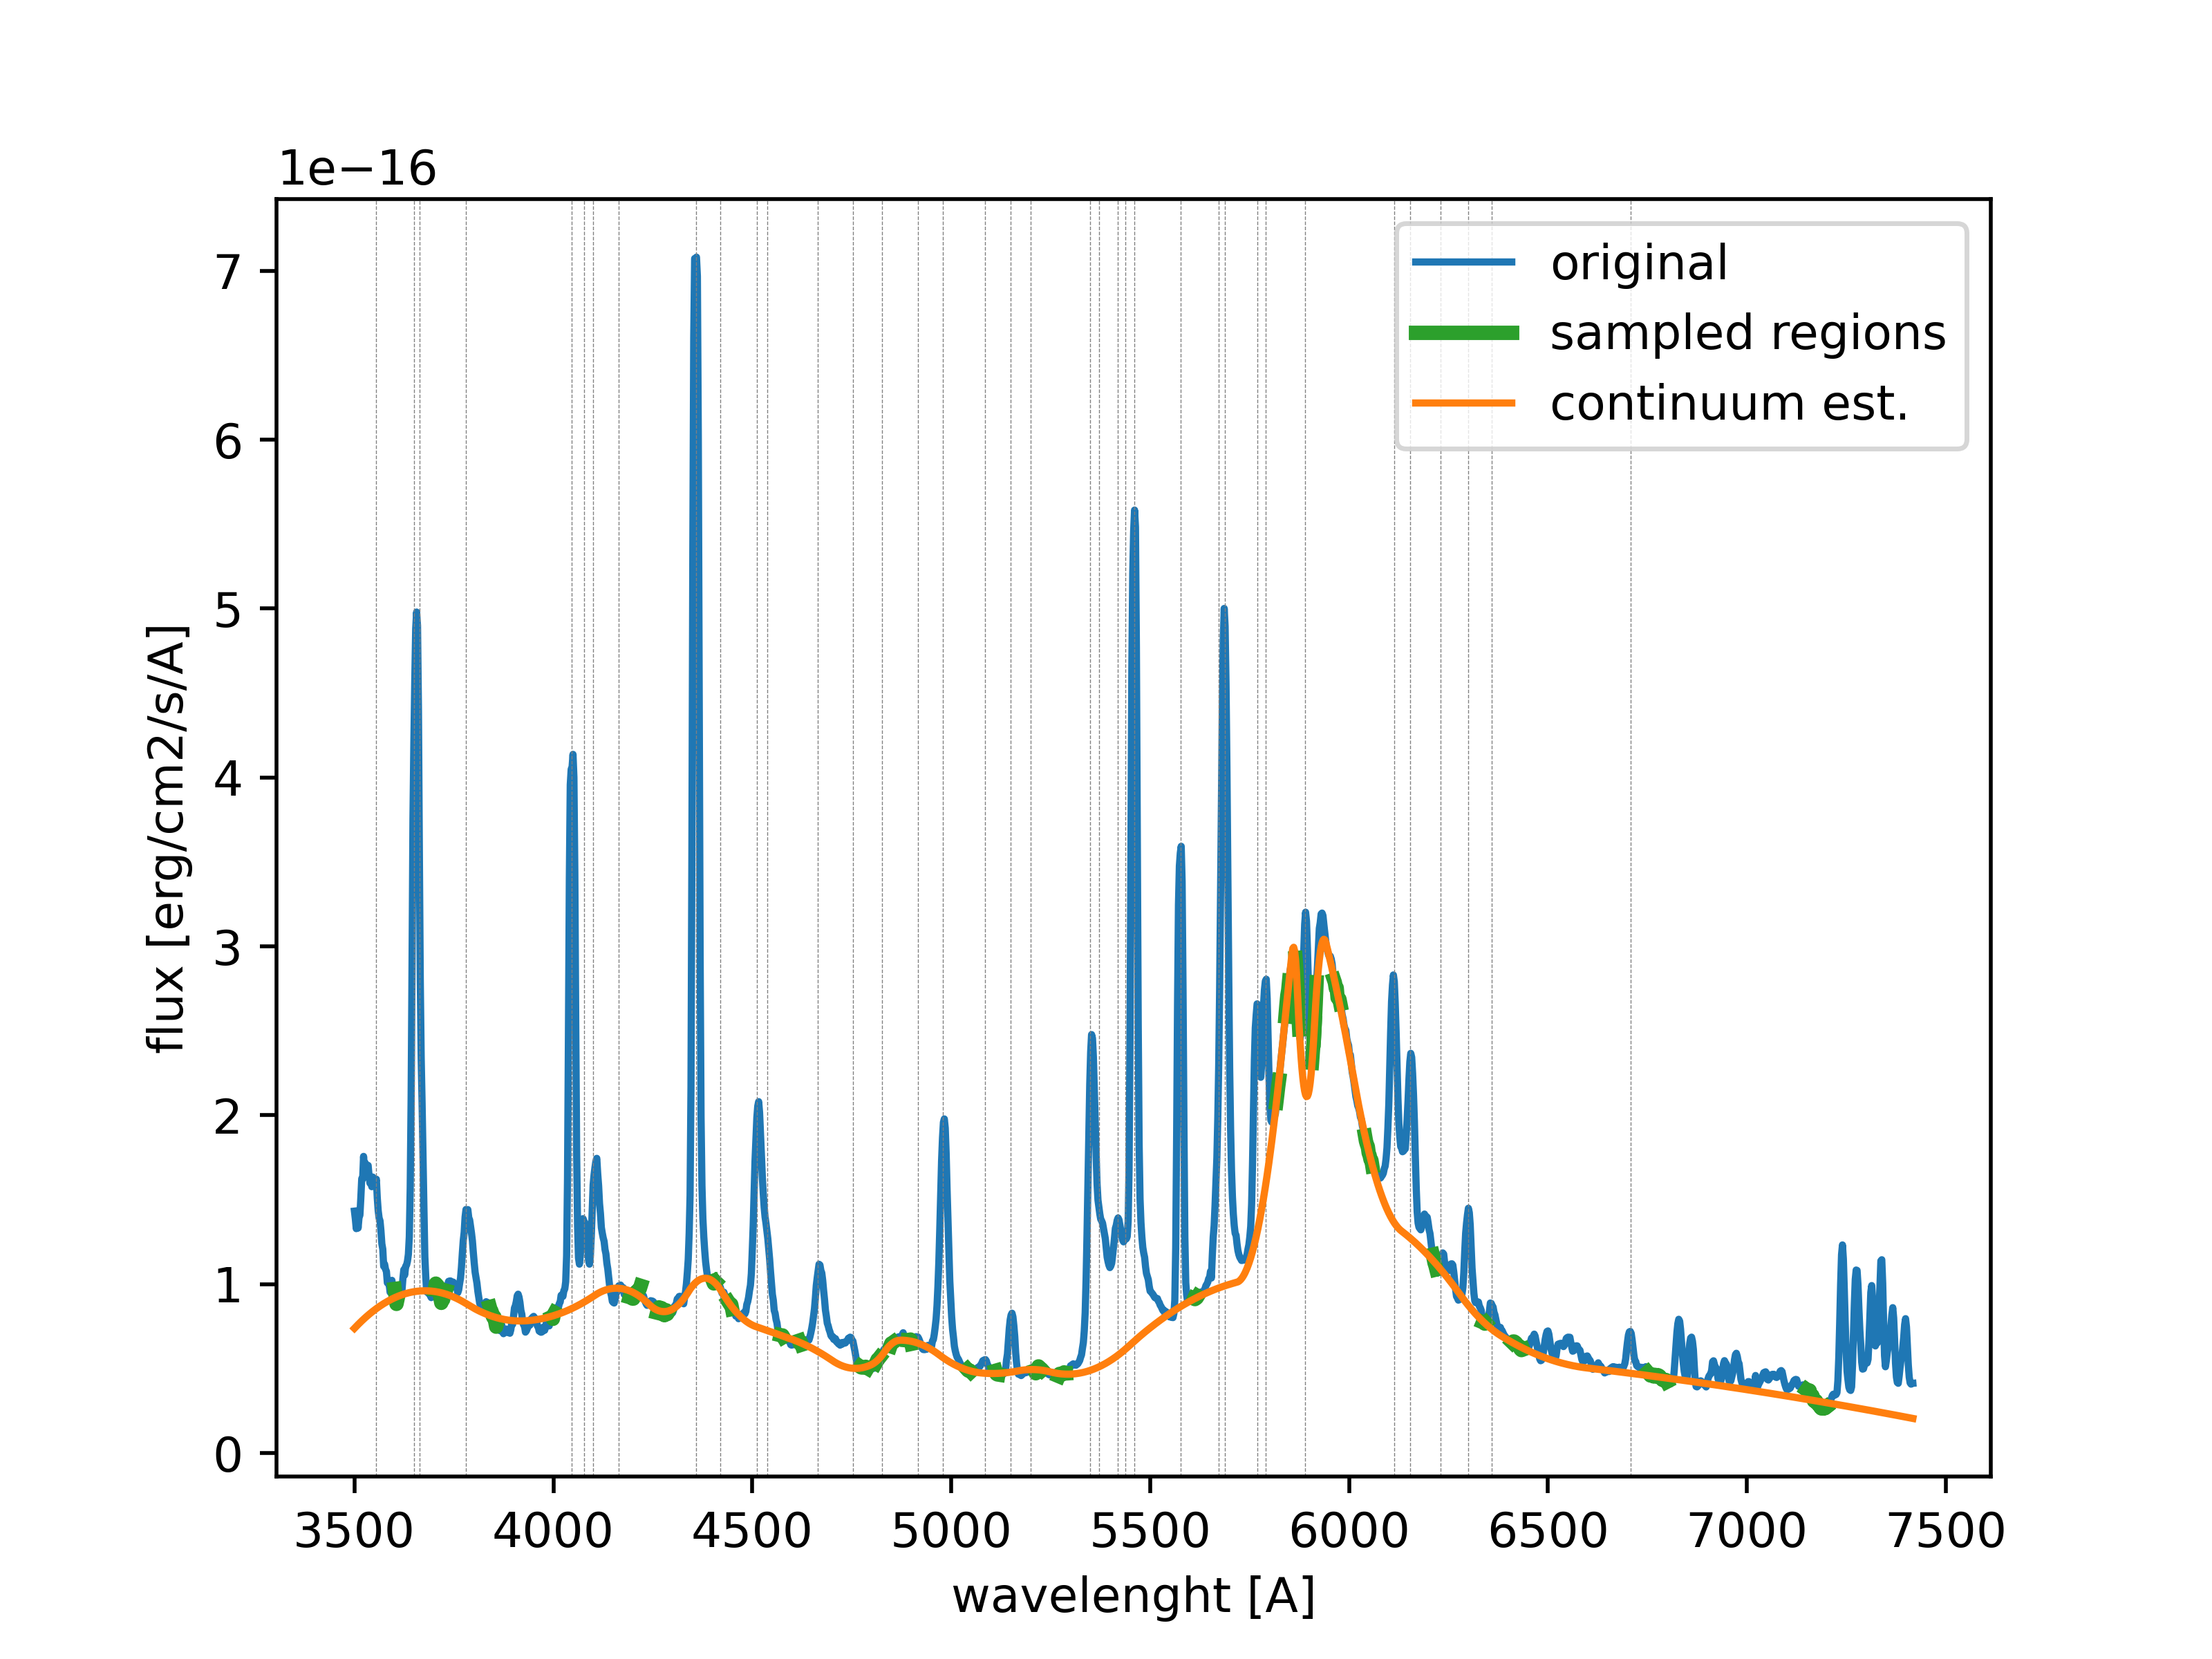 1e−16
7
6
5
4
3
2
1
0
flux [erg/cm2/s/A]
original
sampled regions
continuum est.
3500 4000 4500 5000 5500 6000 6500 7000 7500
wavelenght [A]